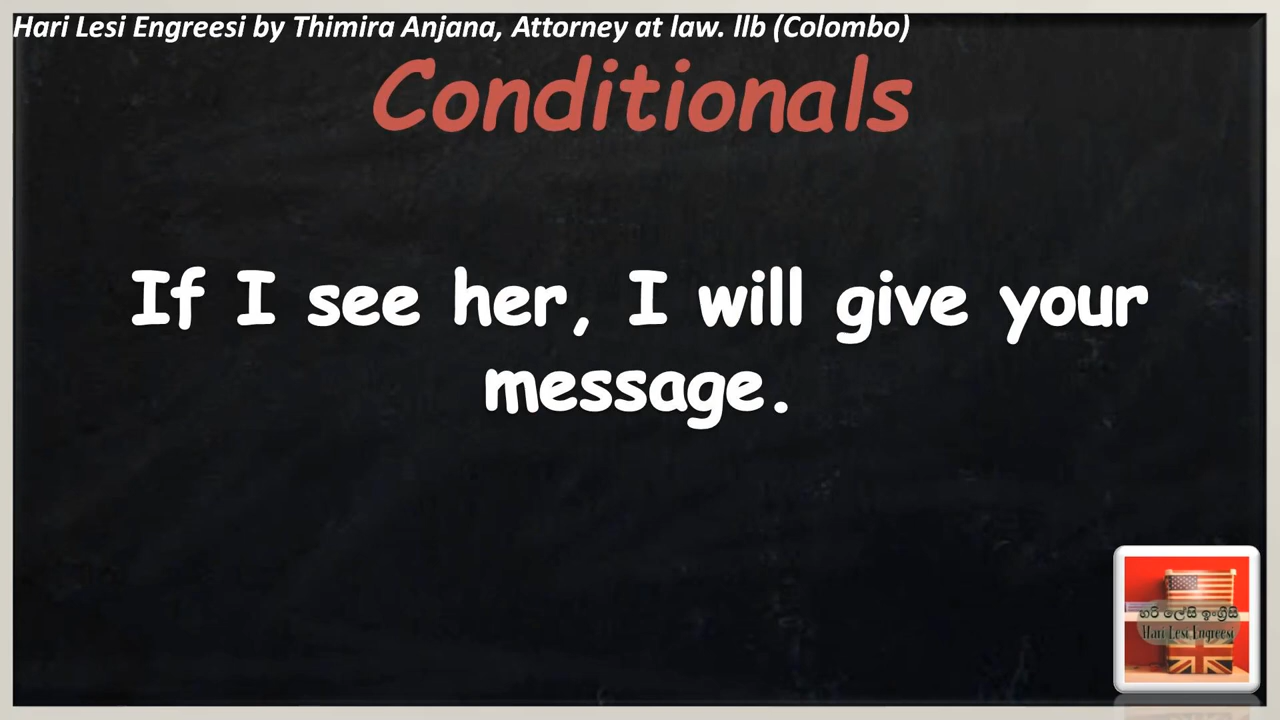 Hari Lesi Engreesi by Thimira Anjana, Attorney at law. llb (Colombo)
Conditionals
If I see her, I will give your
message.
හරි ලේසි ඉංග්‍රීසි
Hari Lesi Engreesi